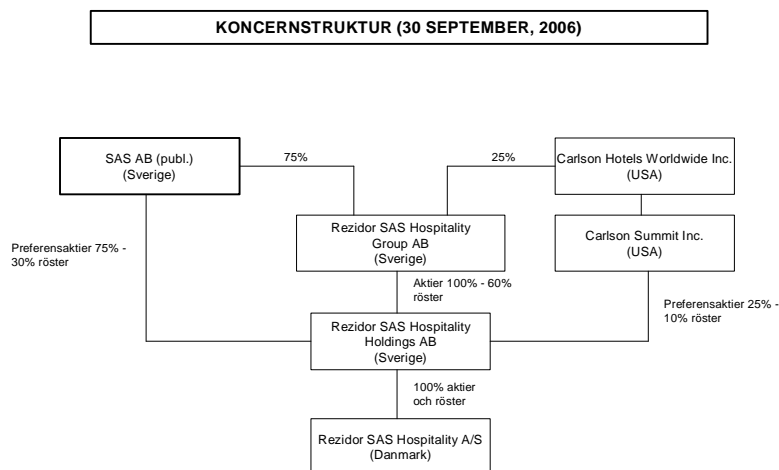 KONCERNSTRUKTUR (30 SEPTEMBER, 2006)
SAS AB (publ.)
(Sverige)
75%
25%
Carlson Hotels Worldwide Inc.
(USA)
Rezidor SAS Hospitality
Group AB
(Sverige)
Carlson Summit Inc.
(USA)
Preferensaktier 75% -
30% röster
Aktier 100% - 60%
röster
Preferensaktier 25% -
10% röster
Rezidor SAS Hospitality
Holdings AB
(Sverige)
100% aktier
och röster
Rezidor SAS Hospitality A/S
(Danmark)